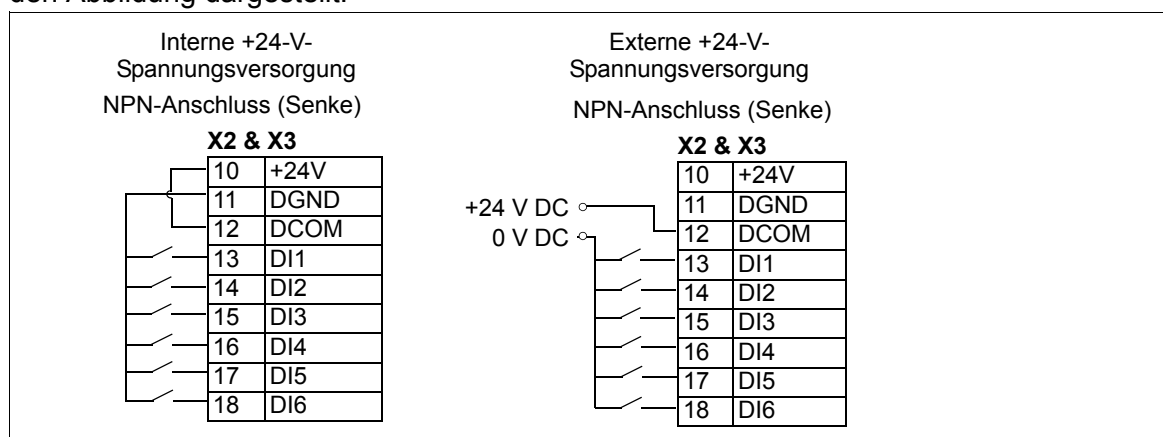 den Abbildung dargestellt.
Interne +24-V-
Spannungsversorgung
NPN-Anschluss (Senke)
X2 & X3
10 +24V
11 DGND
12 DCOM
13 DI1
14 DI2
15 DI3
16 DI4
17 DI5
18 DI6
Externe +24-V-
Spannungsversorgung
NPN-Anschluss (Senke)
X2 & X3
+24 V DC
0 V DC
10 +24V
11 DGND
12 DCOM
13 DI1
14 DI2
15 DI3
16 DI4
17 DI5
18 DI6